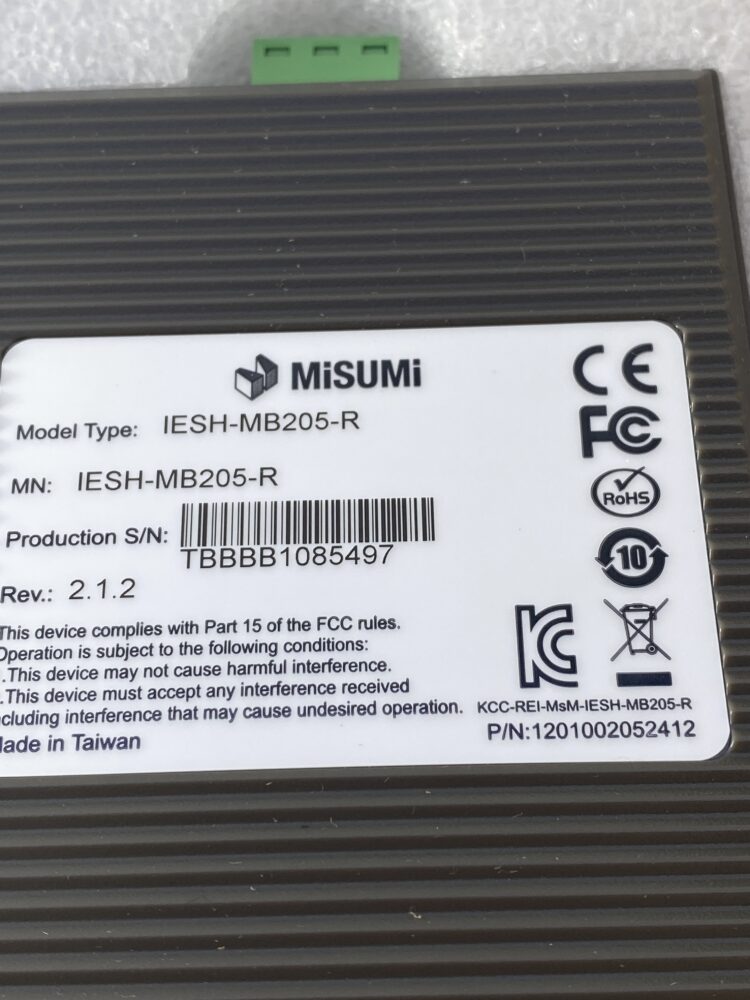 MiSUMi
Model Type: IESH-MB205-R
MN: IESH-MB205-R
Production S/N:
TBBBB1085497
Rev.: 2.1.2
This device complies with Part 15 of the FCC rules.
Operation is subject to the following conditions:
.This device may not cause harmful interference.
.This device must accept any interference received
cluding interference that may cause undesired operation.
Made in Taiwan
CE
FC
RoHS
10
KC
KCC-REI-MsM-IESH-MB205-R
P/N:1201002052412